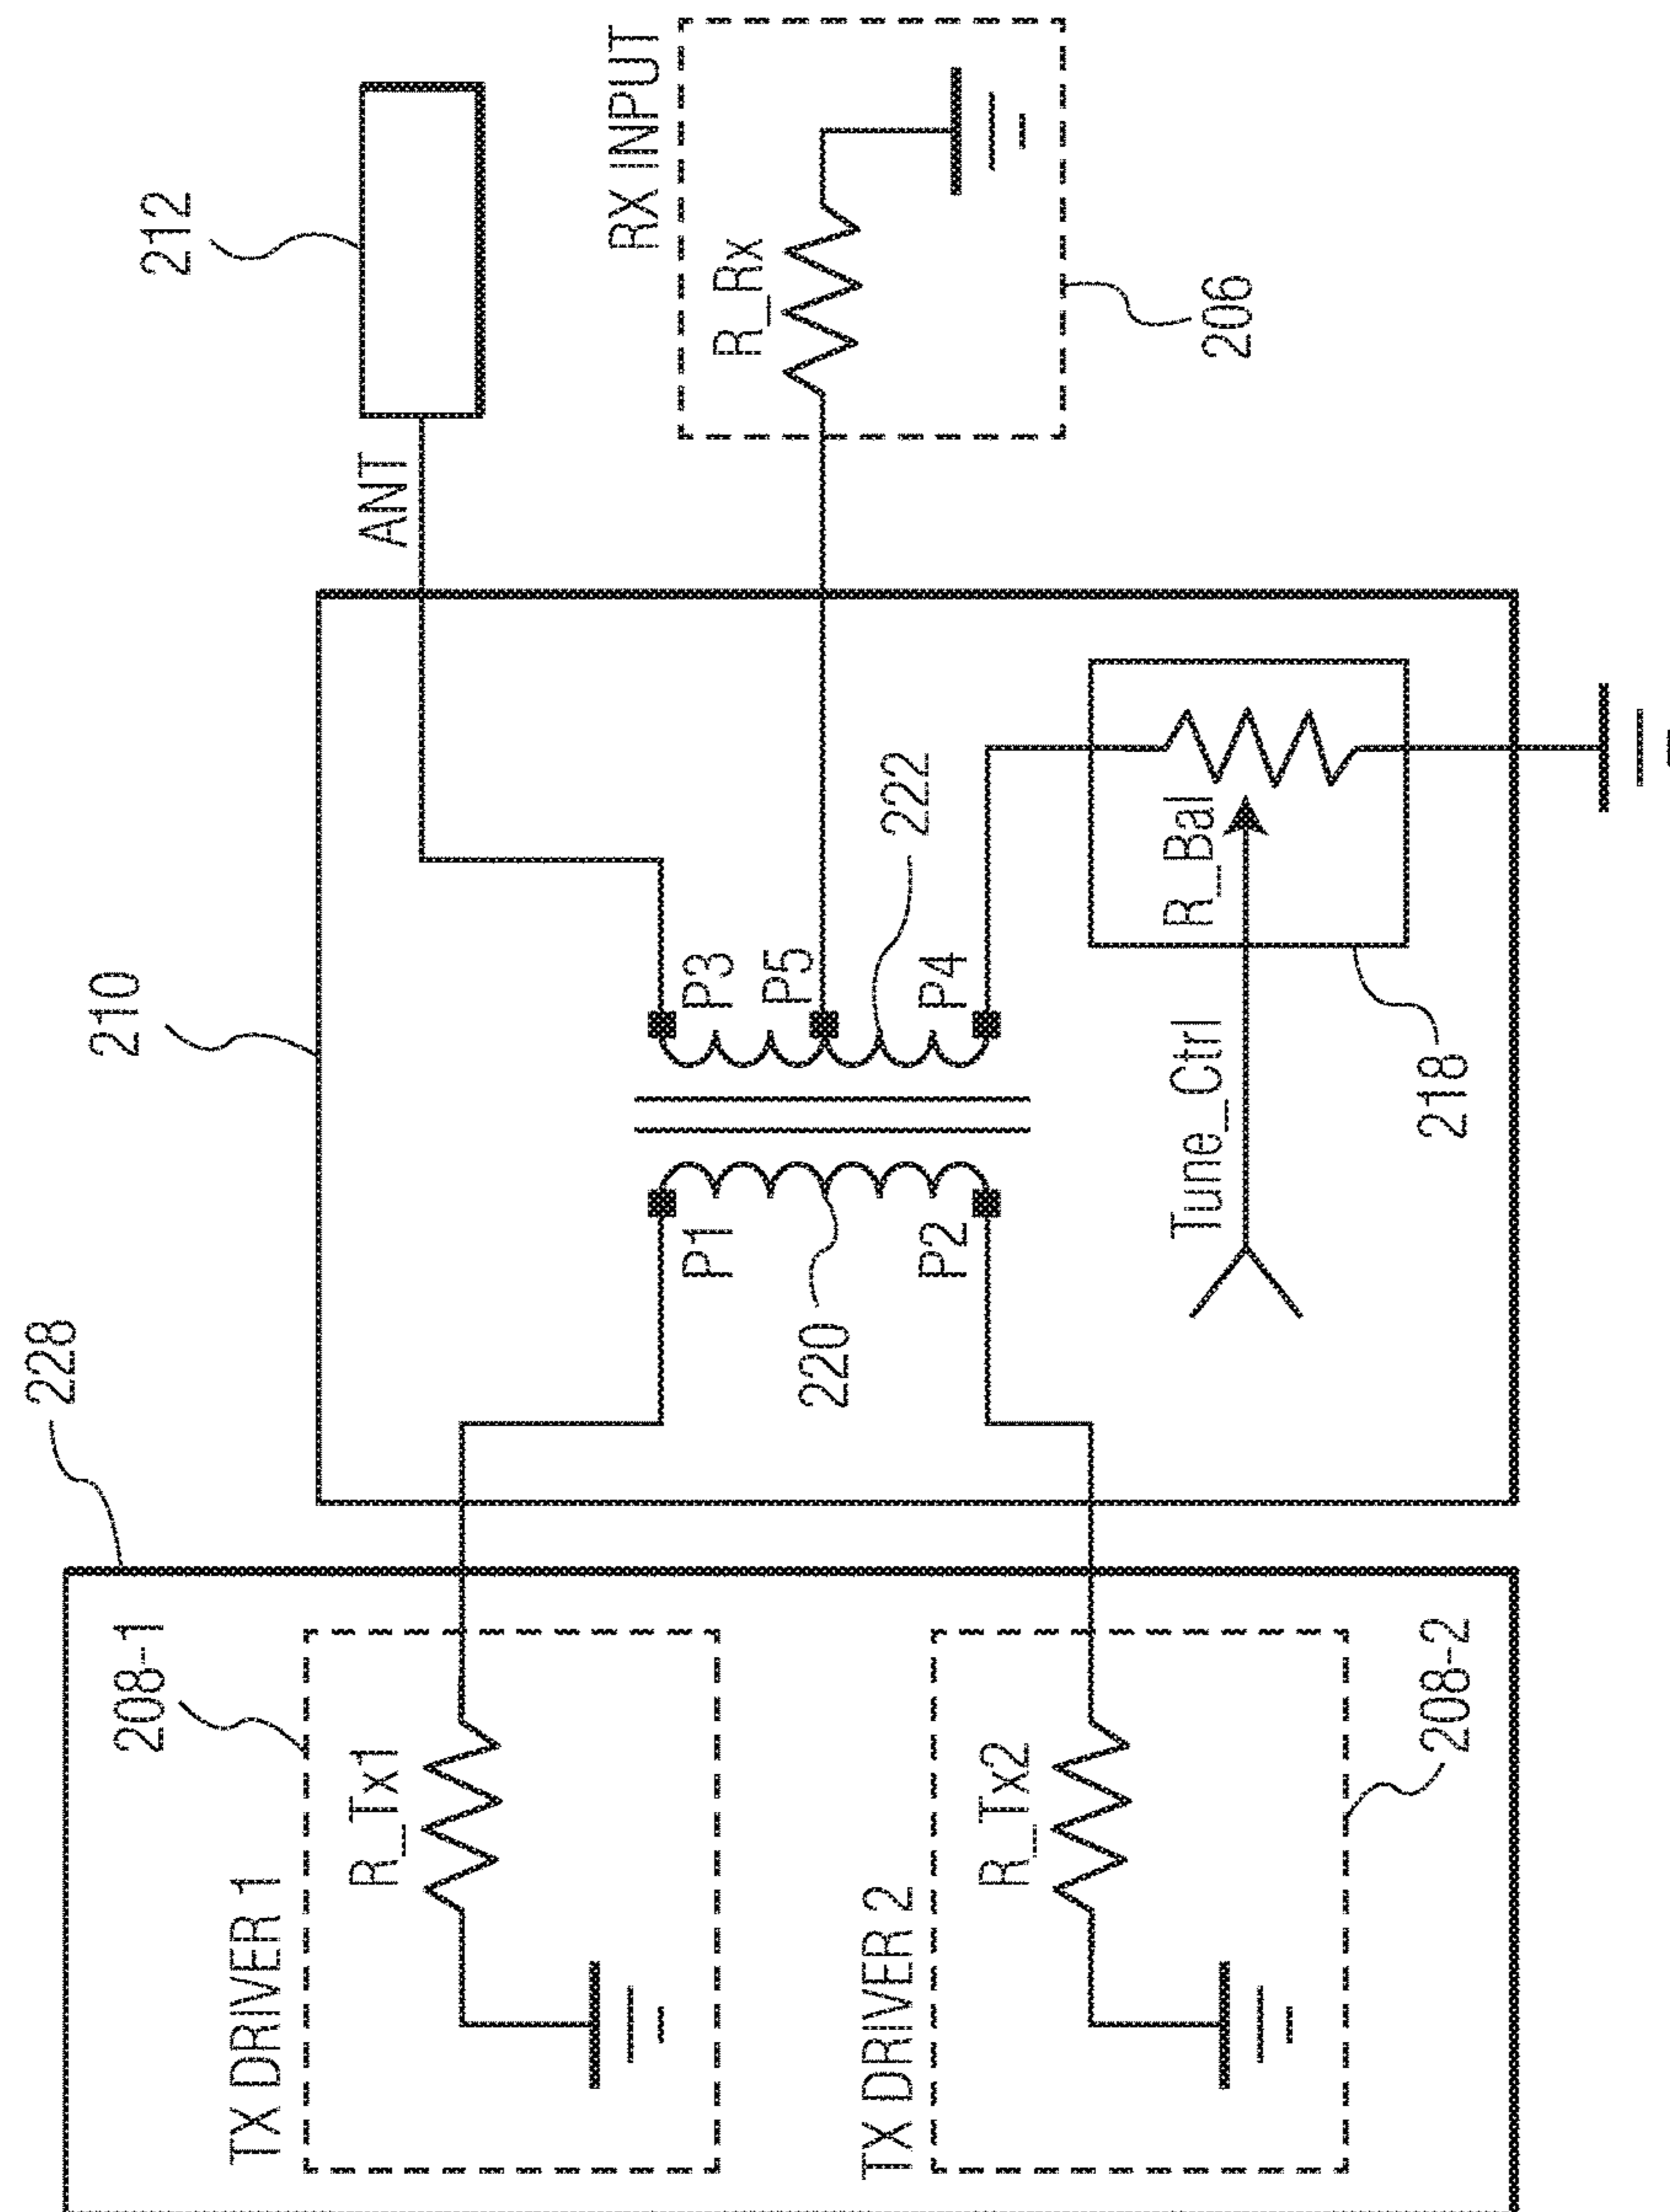 228
TX DRIVER 1
208-1
R_Tx1
TX DRIVER 2
R_Tx2
208-2
210
P1
P2
220
P3
P5
P4
222
Tune_Ctrl
R_Bal
218
212
ANT
RX INPUT
R_Rx
206